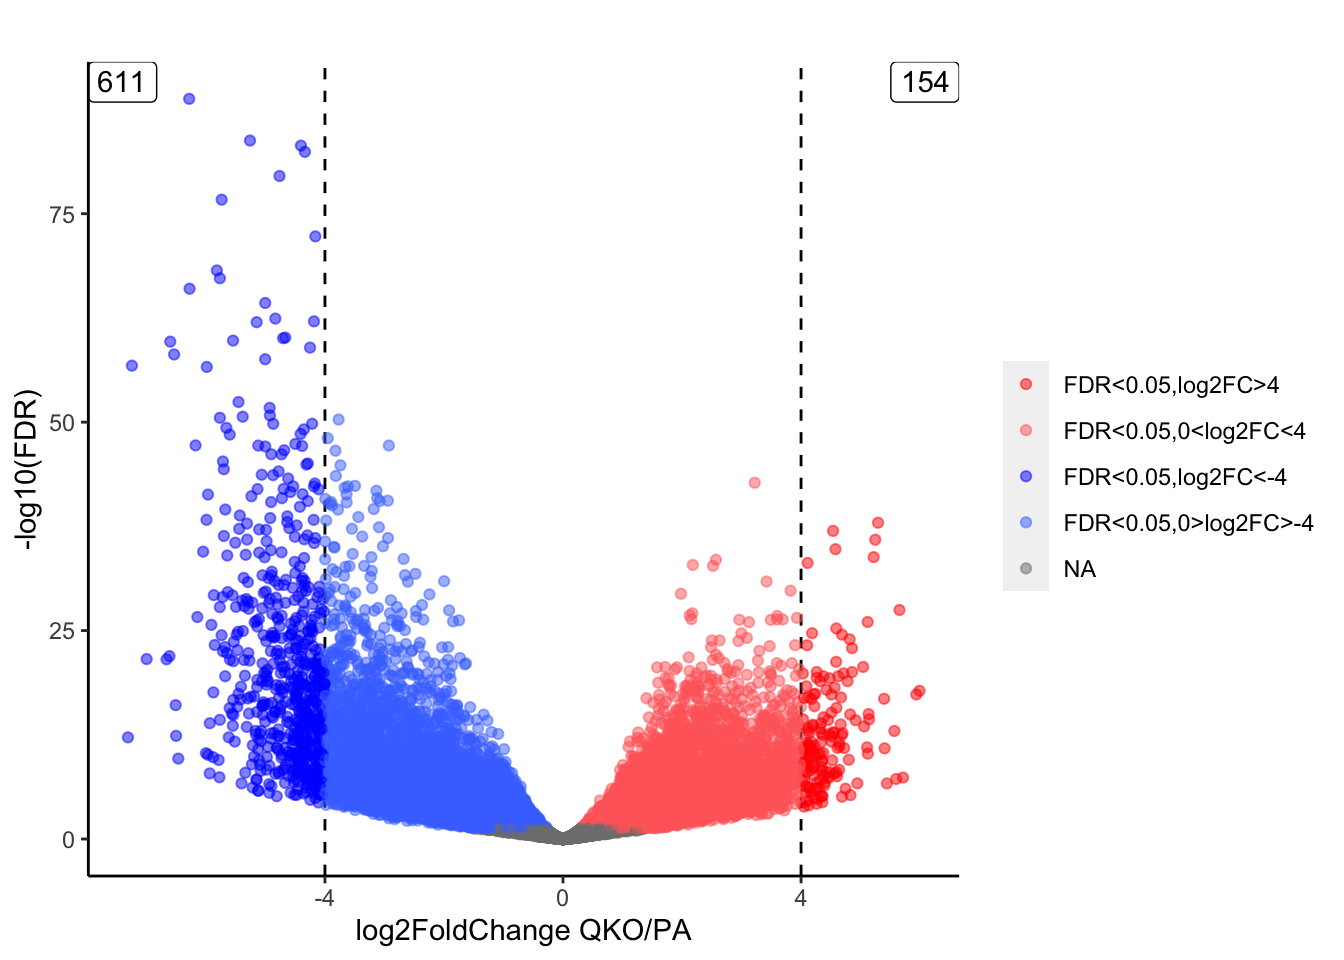 611
154
75
50
25
0
-log10(FDR)
-4
0
4
log2FoldChange QKO/PA
FDR<0.05,log2FC>4
FDR<0.05,0<log2FC<4
FDR<0.05,log2FC<-4
FDR<0.05,0>log2FC>-4
NA